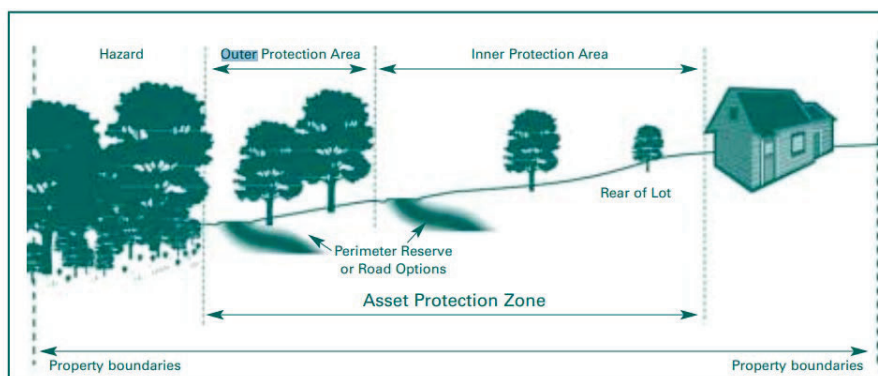 Hazard
Outer Protection Area
Inner Protection Area
Rear of Lot
Perimeter Reserve
or Road Options
Asset Protection Zone
Property boundaries
Property boundaries